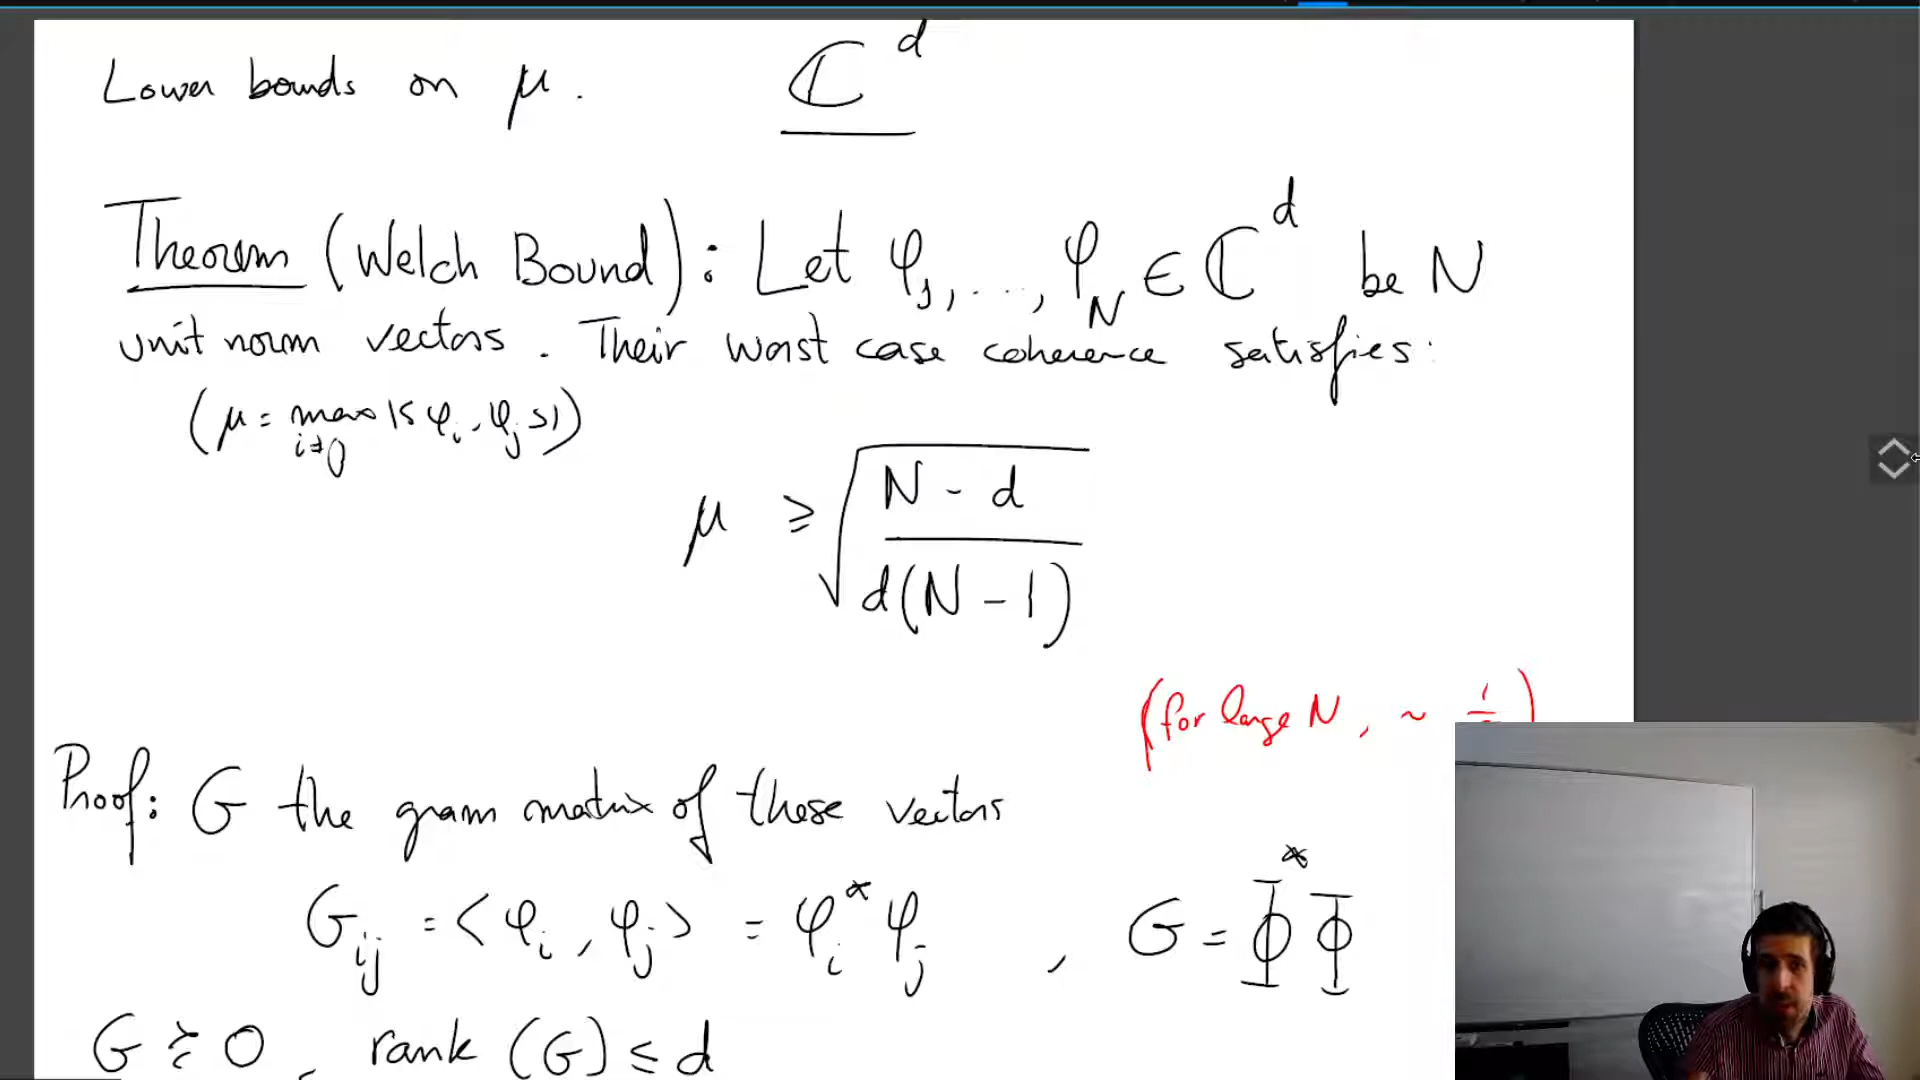 Lower bounds on μ. ℂ^d
Theorem (Welch Bound): Let φ_1, ..., φ_N ∈ ℂ^d be N
unit norm vectors. Their worst case coherence satisfies:
(μ = max_{i≠j} |<φ_i, φ_j>|)
μ ≥ √((N - d)/(d(N - 1)))
(for large N, ~ 1/ )
Proof: G the gram matrix of these vectors
G_ij = <φ_i, φ_j> = φ_i^* φ_j , G = Φ^* Φ
G ≽ 0, rank (G) ≤ d